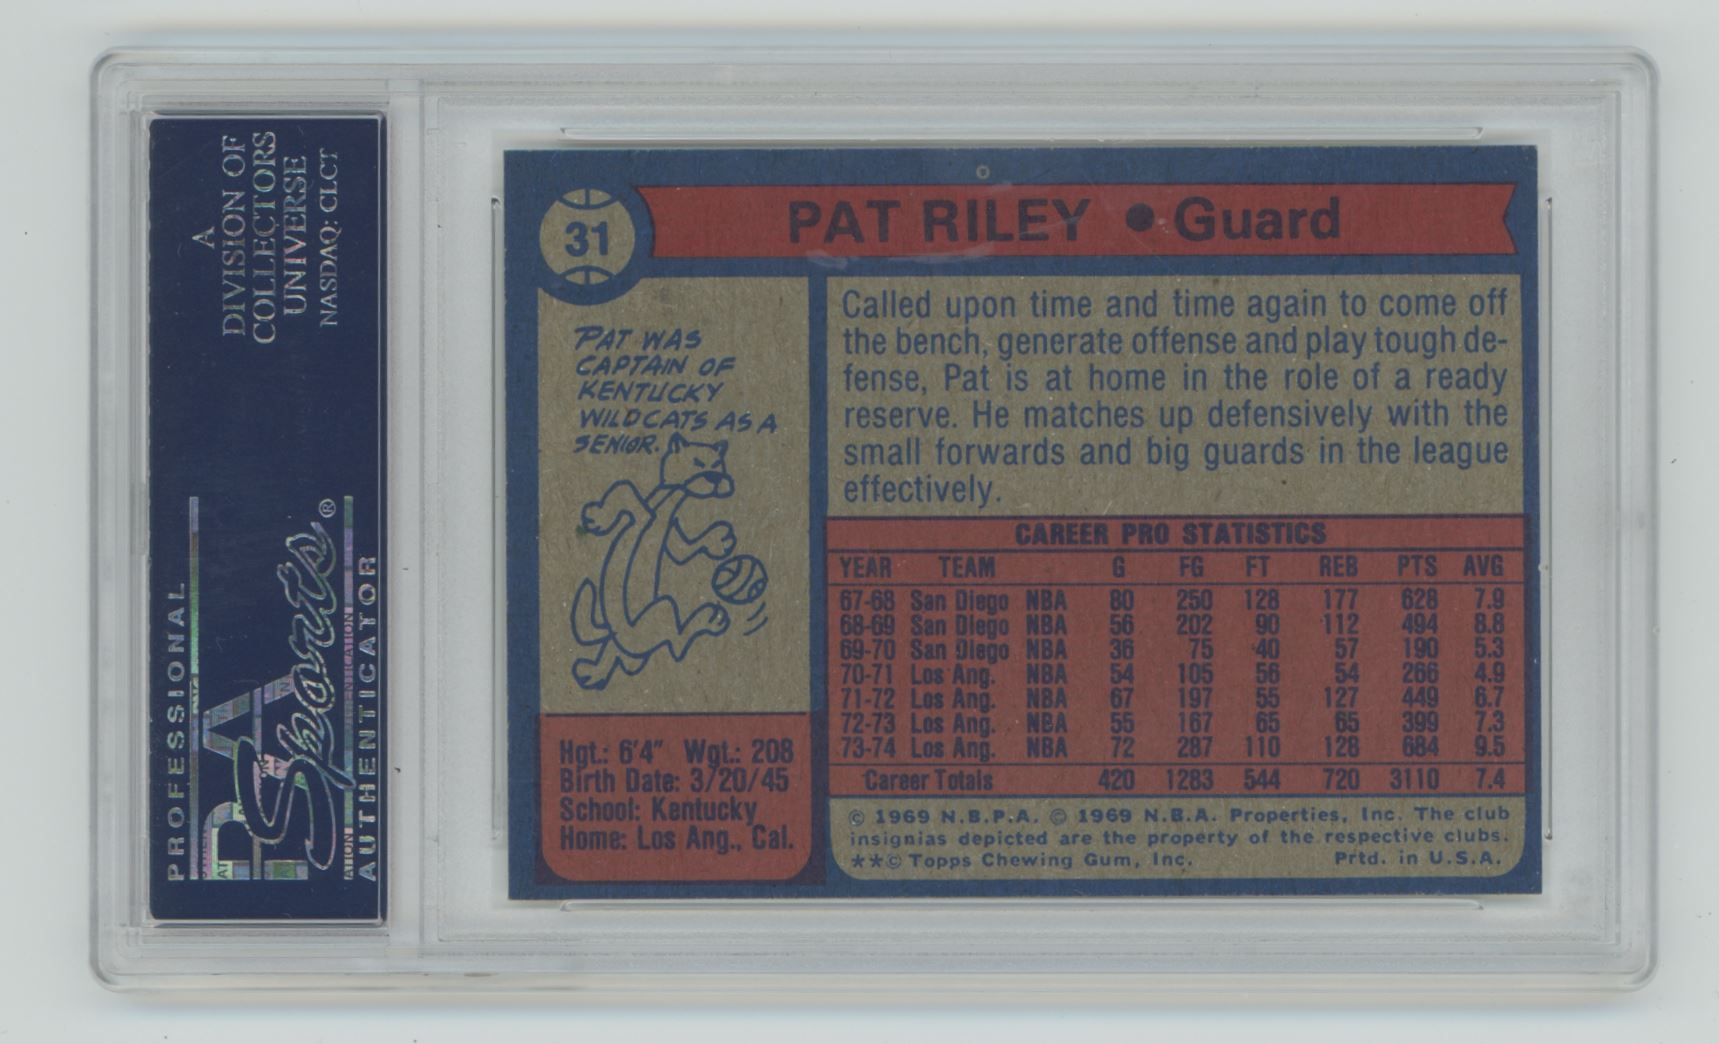 A
DIVISION OF
COLLECTORS
UNIVERSE
NASDAQ: CLCT
PROFESSIONAL
PSA
Sports®
AUTHENTICATOR
31
PAT RILEY • Guard
PAT WAS
CAPTAIN OF
KENTUCKY
WILDCATS AS A
SENIOR.
Hgt.: 6'4" Wgt.: 208
Birth Date: 3/20/45
School: Kentucky
Home: Los Ang., Cal.
Called upon time and time again to come off
the bench, generate offense and play tough de-
fense, Pat is at home in the role of a ready
reserve. He matches up defensively with the
small forwards and big guards in the league
effectively.
CAREER PRO STATISTICS
YEAR TEAM G FG FT REB PTS AVG
67-68 San Diego NBA 80 250 128 177 628 7.9
68-69 San Diego NBA 56 202 90 112 494 8.8
69-70 San Diego NBA 36 75 40 57 190 5.3
70-71 Los Ang. NBA 54 105 56 54 266 4.9
71-72 Los Ang. NBA 67 197 55 127 449 6.7
72-73 Los Ang. NBA 55 167 65 65 399 7.3
73-74 Los Ang. NBA 72 287 110 128 684 9.5
Career Totals 420 1283 544 720 3110 7.4
© 1969 N.B.P.A. © 1969 N.B.A. Properties, Inc. The club
insignias depicted are the property of the respective clubs.
**© Topps Chewing Gum, Inc. Prtd. in U.S.A.